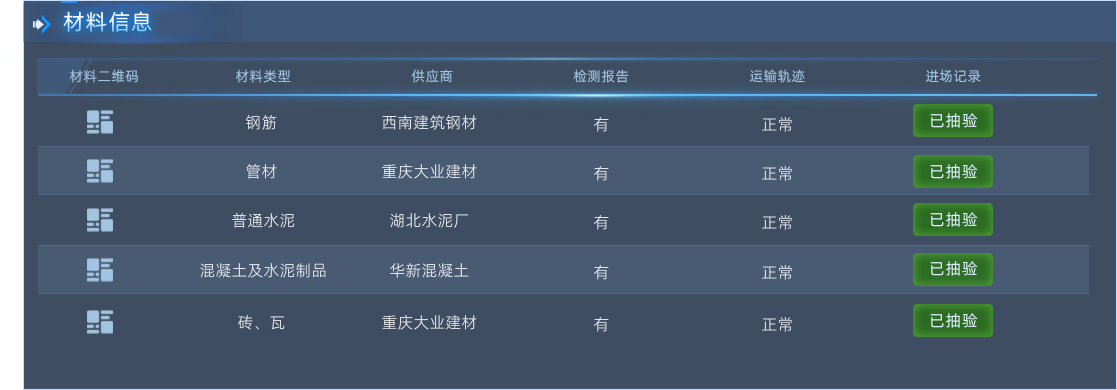 材料信息
材料二维码 材料类型 供应商 检测报告 运输轨迹 进场记录
钢筋 西南建筑钢材 有 正常 已抽验
管材 重庆大业建材 有 正常 已抽验
普通水泥 湖北水泥厂 有 正常 已抽验
混凝土及水泥制品 华新混凝土 有 正常 已抽验
砖、瓦 重庆大业建材 有 正常 已抽验